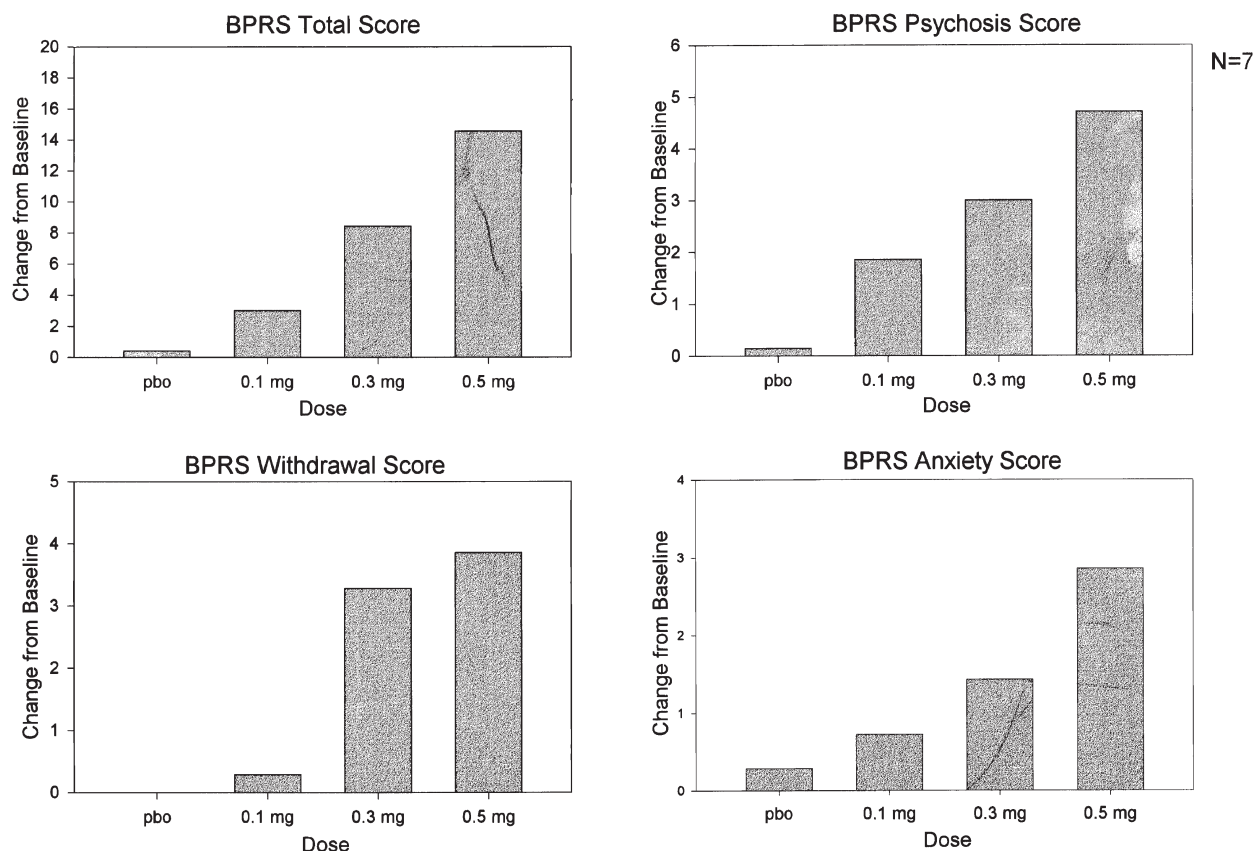 BPRS Total Score
20
18
16
14
12
10
8
6
4
2
0
Change from Baseline
pbo 0.1 mg 0.3 mg 0.5 mg
Dose
BPRS Psychosis Score
N=7
6
5
4
3
2
1
0
Change from Baseline
pbo 0.1 mg 0.3 mg 0.5 mg
Dose
BPRS Withdrawal Score
5
4
3
2
1
0
Change from Baseline
pbo 0.1 mg 0.3 mg 0.5 mg
Dose
BPRS Anxiety Score
4
3
2
1
0
Change from Baseline
pbo 0.1 mg 0.3 mg 0.5 mg
Dose